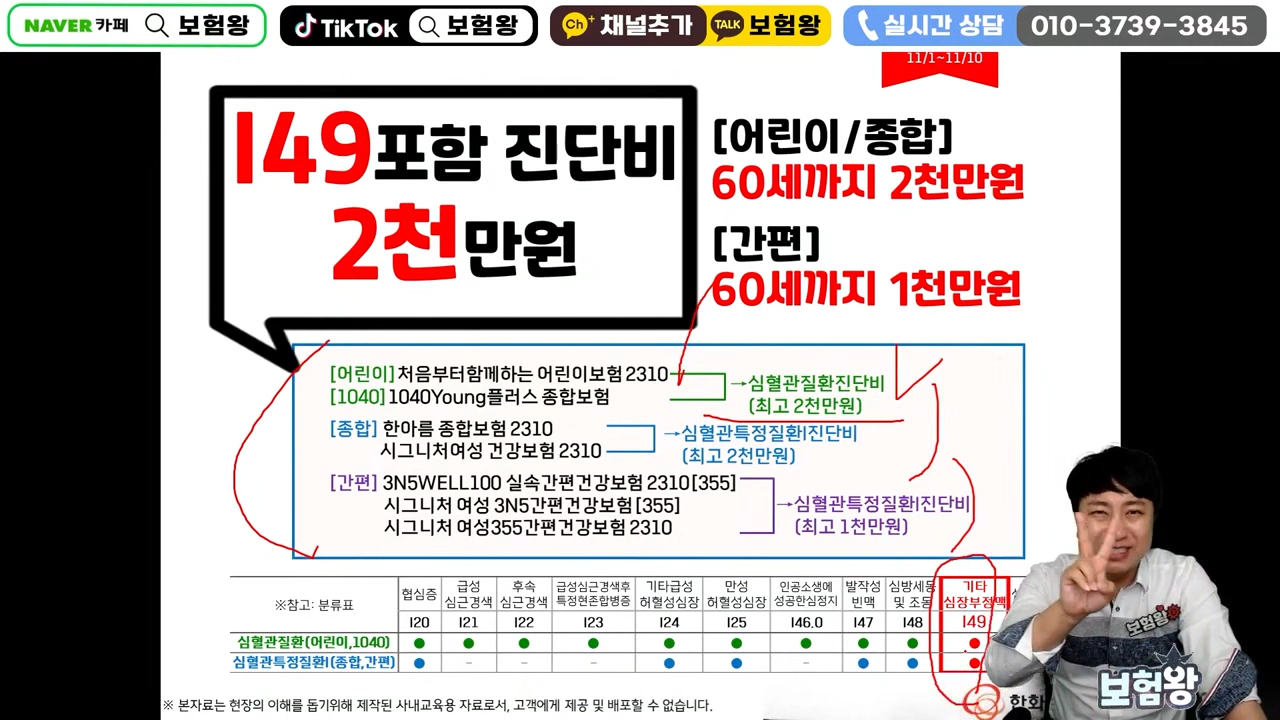 NAVER 카페 보험왕
TikTok 보험왕
Ch+ 채널추가 TALK 보험왕
실시간 상담 010-3739-3845
11/1~11/10
I49포함 진단비
2천만원
[어린이/종합]
60세까지 2천만원
[간편]
60세까지 1천만원
[어린이] 처음부터함께하는 어린이보험 2310
[1040] 1040Young플러스 종합보험
→심혈관질환진단비
(최고 2천만원)
[종합] 한아름 종합보험 2310
시그니처여성 건강보험 2310
→심혈관특정질환I진단비
(최고 2천만원)
[간편] 3N5WELL100 실속간편건강보험 2310 [355]
시그니처 여성 3N5간편건강보험 [355]
시그니처 여성355간편건강보험 2310
→심혈관특정질환I진단비
(최고 1천만원)
※참고: 분류표 협심증 급성 심근경색 후속 심근경색 급성심근경색후 특정현존합병증 기타급성 허혈성심장 만성 허혈성심장 인공소생에 성공한심정지 발작성 빈맥 심방세동 및 조동 기타 심장부정맥
I20 I21 I22 I23 I24 I25 I46.0 I47 I48 I49
심혈관질환(어린이,1040) ● ● ● ● ● ● ● ● ● ●
심혈관특정질환I(종합,간편) ● - - - ● ● - ● ● ●
※ 본자료는 현장의 이해를 돕기위해 제작된 사내교육용 자료로서, 고객에게 제공 및 배포할 수 없습니다.
한화
보험왕
보험왕